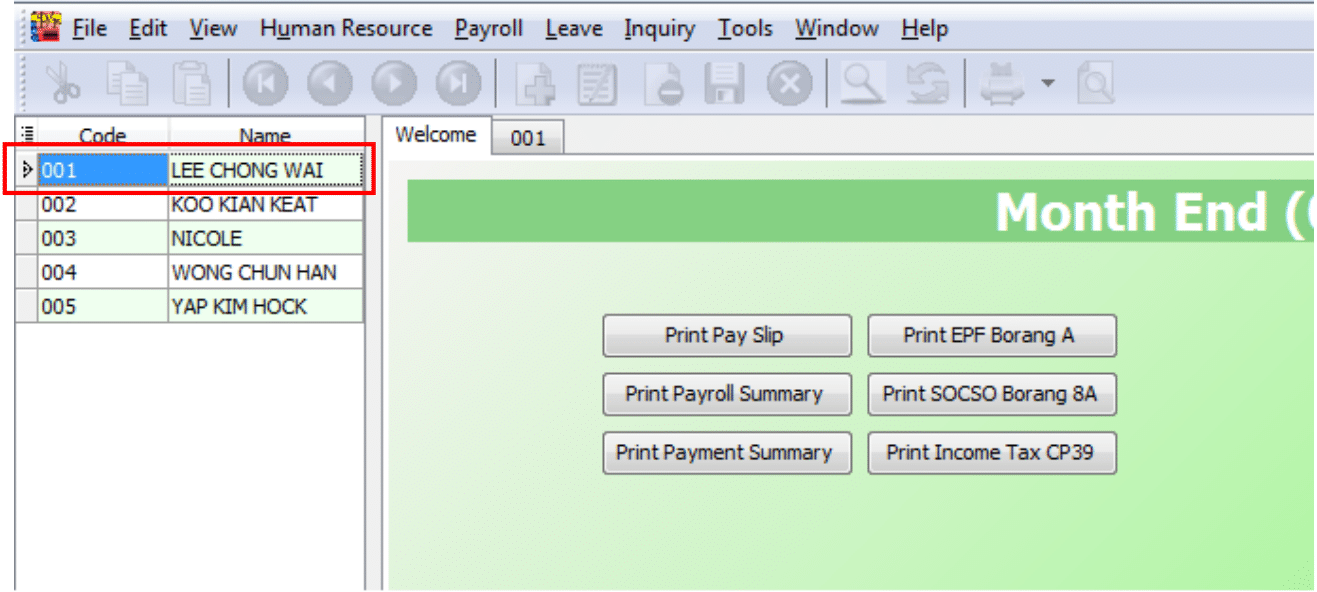 File Edit View Human Resource Payroll Leave Inquiry Tools Window Help
Code Name
Welcome 001
001 LEE CHONG WAI
002 KOO KIAN KEAT
003 NICOLE
004 WONG CHUN HAN
005 YAP KIM HOCK
Month End (
Print Pay Slip Print EPF Borang A
Print Payroll Summary Print SOCSO Borang 8A
Print Payment Summary Print Income Tax CP39